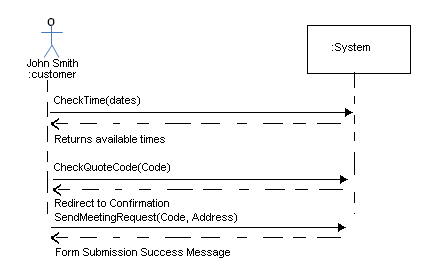 John Smith
:customer
:System
CheckTime(dates)
Returns available times
CheckQuoteCode(Code)
Redirect to Confirmation
SendMeetingRequest(Code, Address)
Form Submission Success Message